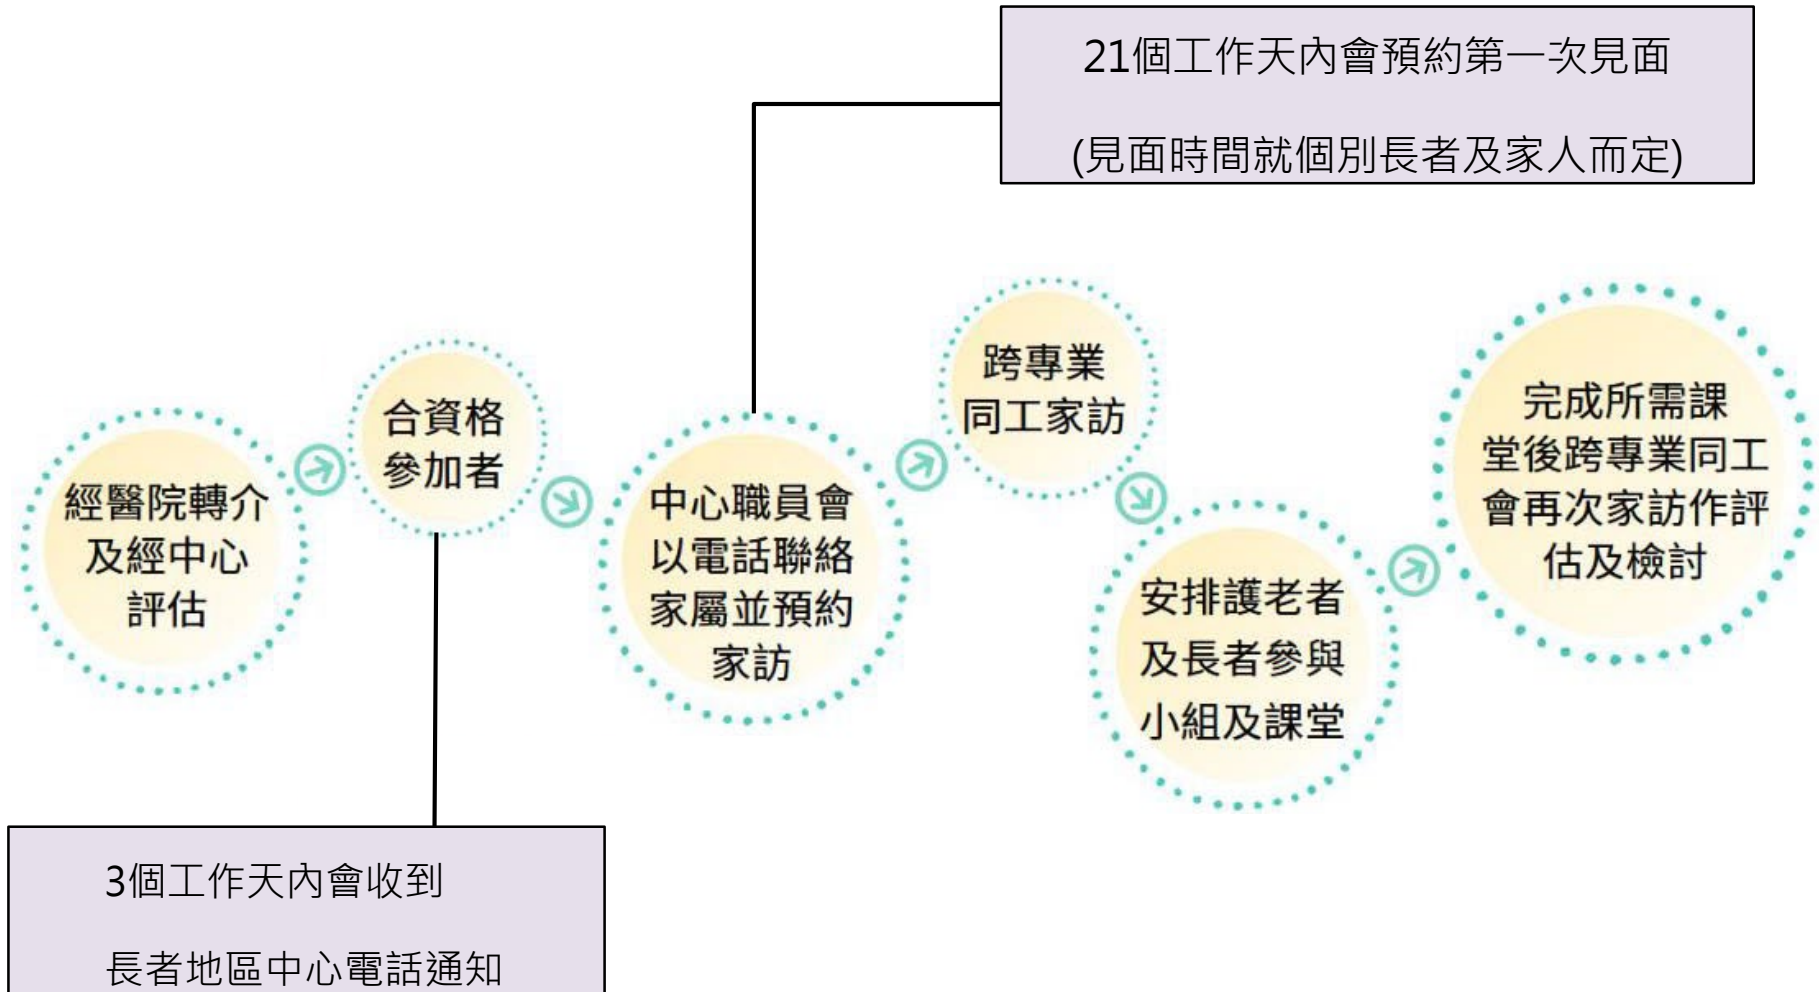 21個工作天內會預約第一次見面
(見面時間就個別長者及家人而定)
經醫院轉介
及經中心
評估
合資格
參加者
中心職員會
以電話聯絡
家屬並預約
家訪
跨專業
同工家訪
安排護老者
及長者參與
小組及課堂
完成所需課
堂後跨專業同工
會再次家訪作評
估及檢討
3個工作天內會收到
長者地區中心電話通知